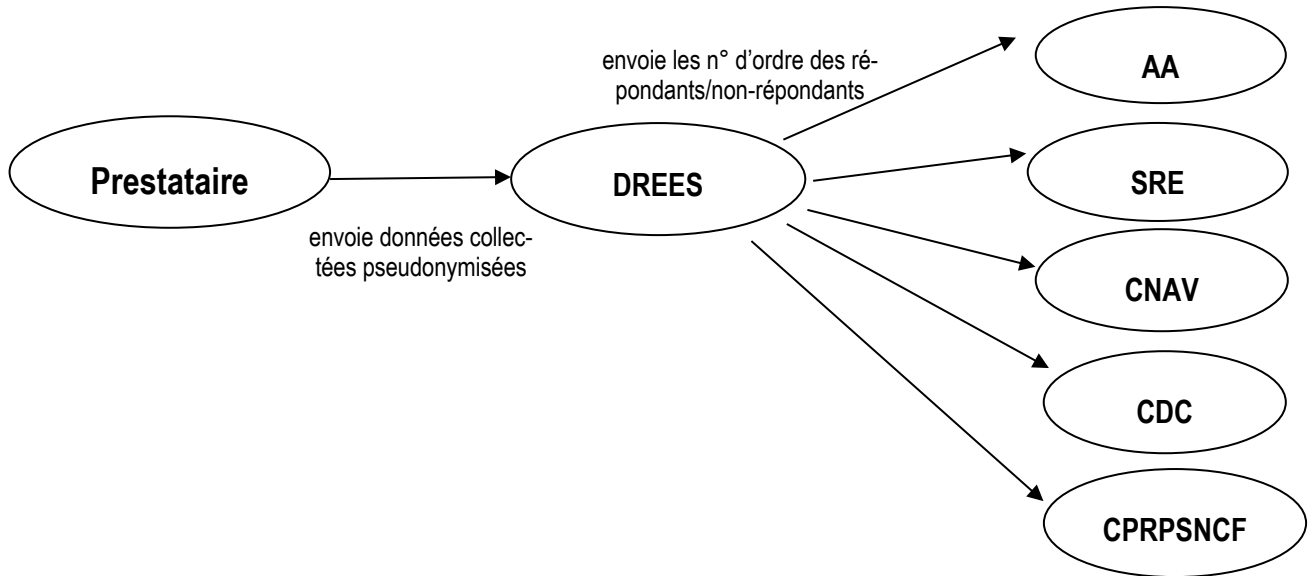 envoie les n° d'ordre des ré-
pondants/non-répondants
AA
Prestataire
DREES
SRE
envoie données collec-
tées pseudonymisées
CNAV
CDC
CPRPSNCF